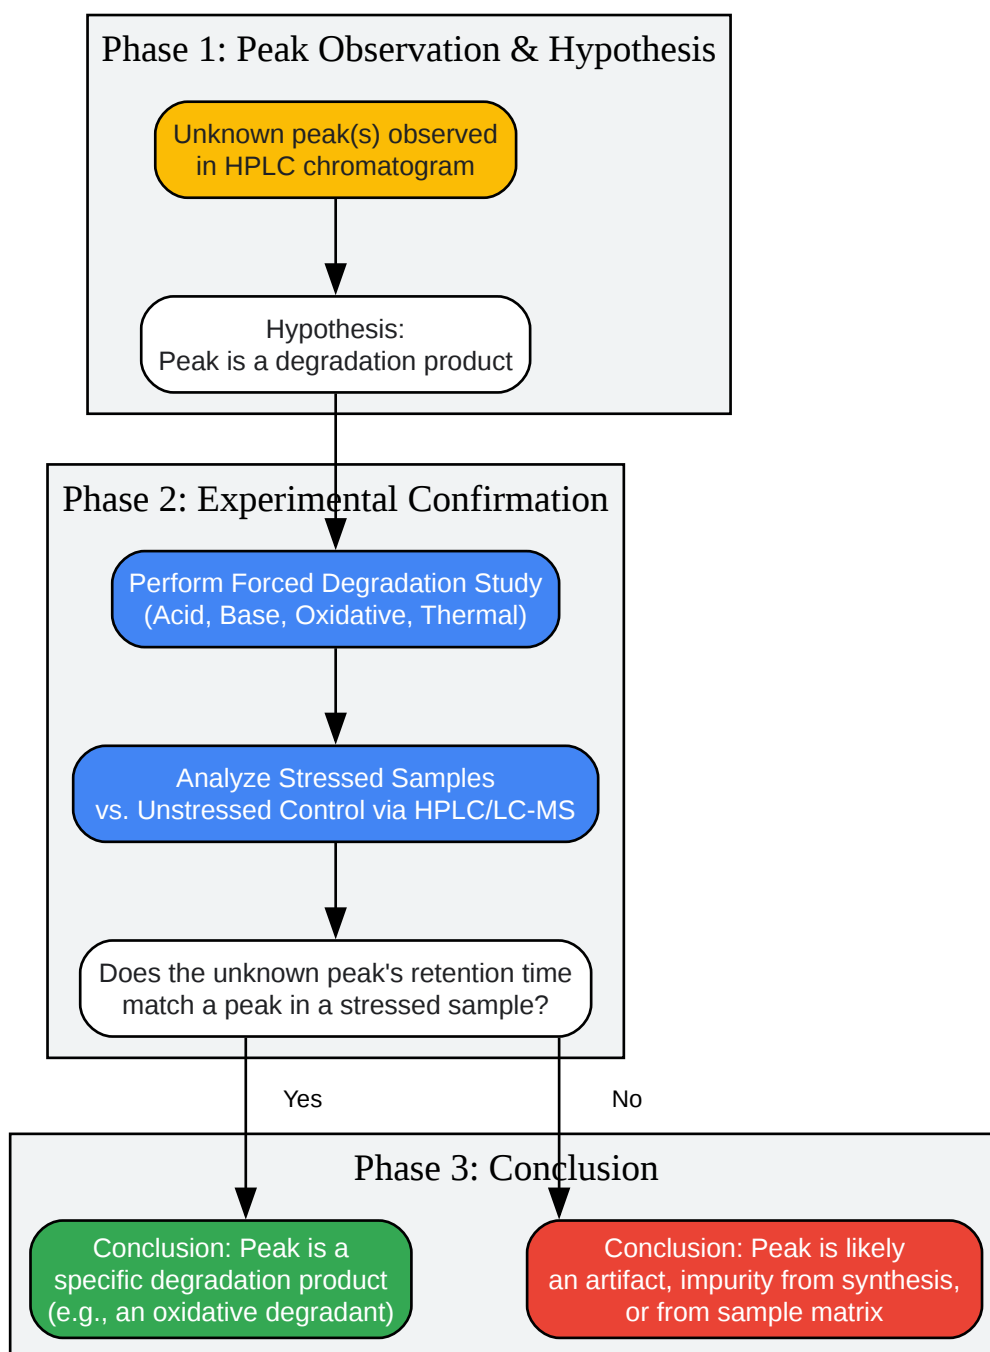 Phase 1: Peak Observation & Hypothesis
Unknown peak(s) observed
in HPLC chromatogram
Hypothesis:
Peak is a degradation product
Phase 2: Experimental Confirmation
Perform Forced Degradation Study
(Acid, Base, Oxidative, Thermal)
Analyze Stressed Samples
vs. Unstressed Control via HPLC/LC-MS
Does the unknown peak's retention time
match a peak in a stressed sample?
Yes
No
Phase 3: Conclusion
Conclusion: Peak is a
specific degradation product
(e.g., an oxidative degradant)
Conclusion: Peak is likely
an artifact, impurity from synthesis,
or from sample matrix